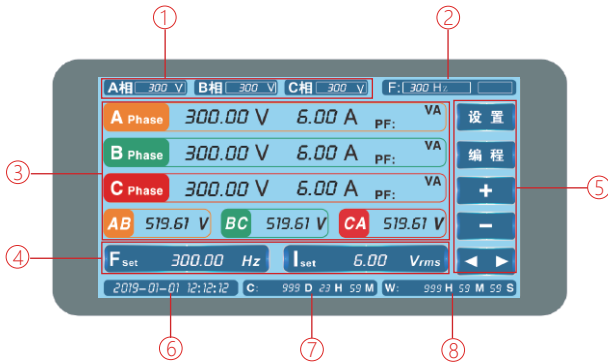 ① ②
A相 300 V B相 300 V C相 300 V F:[ 300 Hz ]
A Phase 300.00 V 6.00 A PF: VA 设 置
B Phase 300.00 V 6.00 A PF: VA 编 程
③ C Phase 300.00 V 6.00 A PF: VA + ⑤
AB 519.61 V BC 519.61 V CA 519.61 V −
④ Fset 300.00 Hz Iset 6.00 Vrms ◀ ▶
2019-01-01 12:12:12 C: 999 D 23 H 59 M W: 999 H 59 M 59 S
⑥ ⑦ ⑧